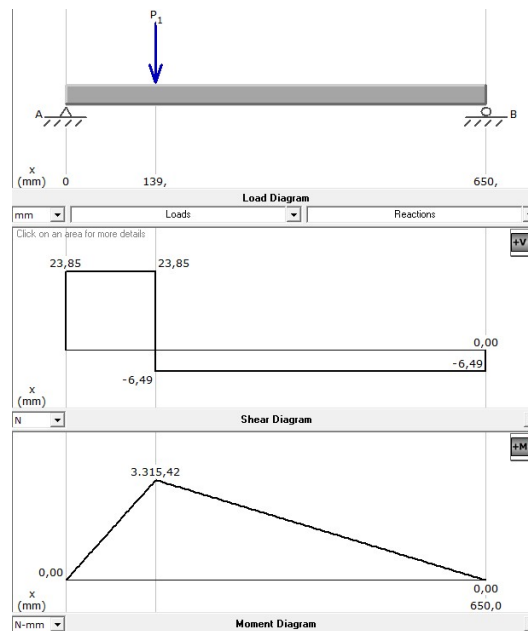 P1
A B
x
(mm) 0 139, 650,
Load Diagram
mm Loads Reactions
Click on an area for more details
+V
23,85 23,85
0,00
-6,49 -6,49
x
(mm)
N Shear Diagram
+M
3.315,42
0,00
0,00
x
(mm) 650,0
N-mm Moment Diagram